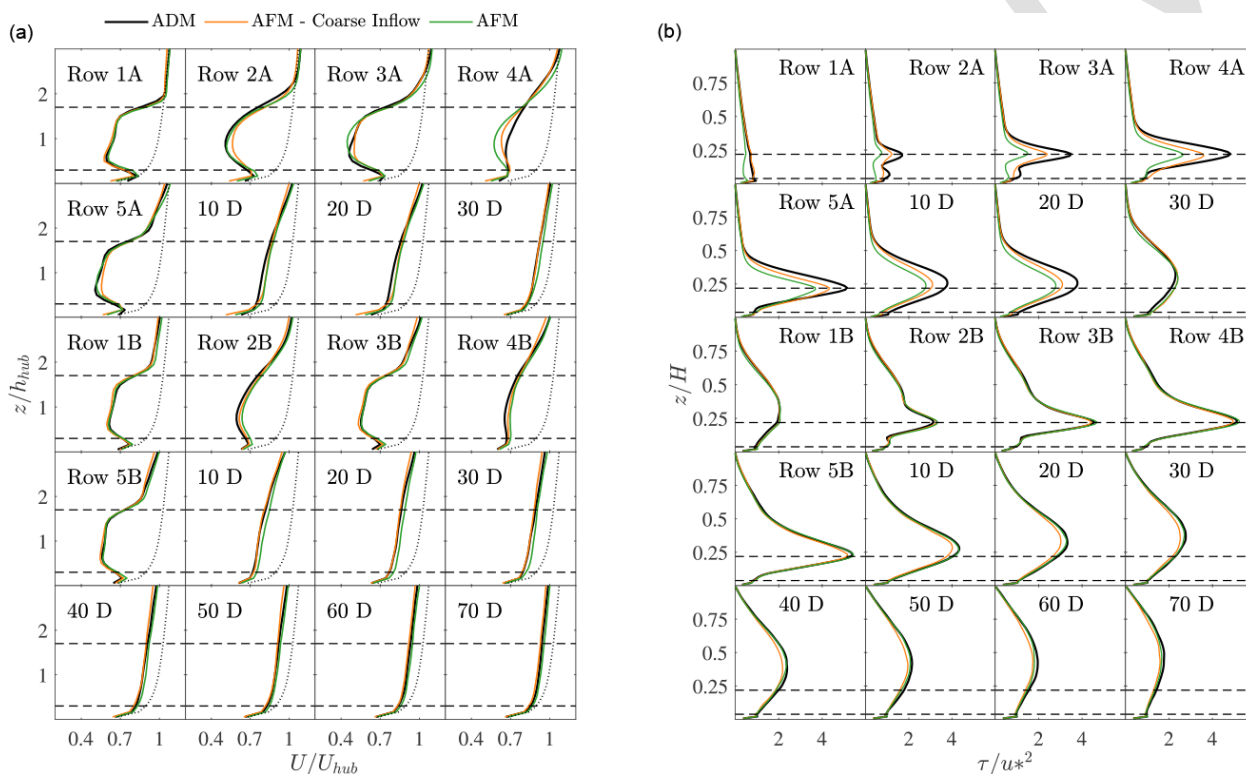 ADM AFM - Coarse Inflow AFM
(a)
Row 1A Row 2A Row 3A Row 4A
2
1
Row 5A 10 D 20 D 30 D
2
1
Row 1B Row 2B Row 3B Row 4B
2
1
z/h_hub
Row 5B 10 D 20 D 30 D
2
1
40 D 50 D 60 D 70 D
2
1
0.4 0.7 1 0.4 0.7 1 0.4 0.7 1 0.4 0.7 1
U/U_hub
(b)
Row 1A Row 2A Row 3A Row 4A
0.75
0.5
0.25
Row 5A 10 D 20 D 30 D
0.75
0.5
0.25
Row 1B Row 2B Row 3B Row 4B
0.75
0.5
0.25
z/H
Row 5B 10 D 20 D 30 D
0.75
0.5
0.25
40 D 50 D 60 D 70 D
0.75
0.5
0.25
2 4 2 4 2 4 2 4
τ/u*²